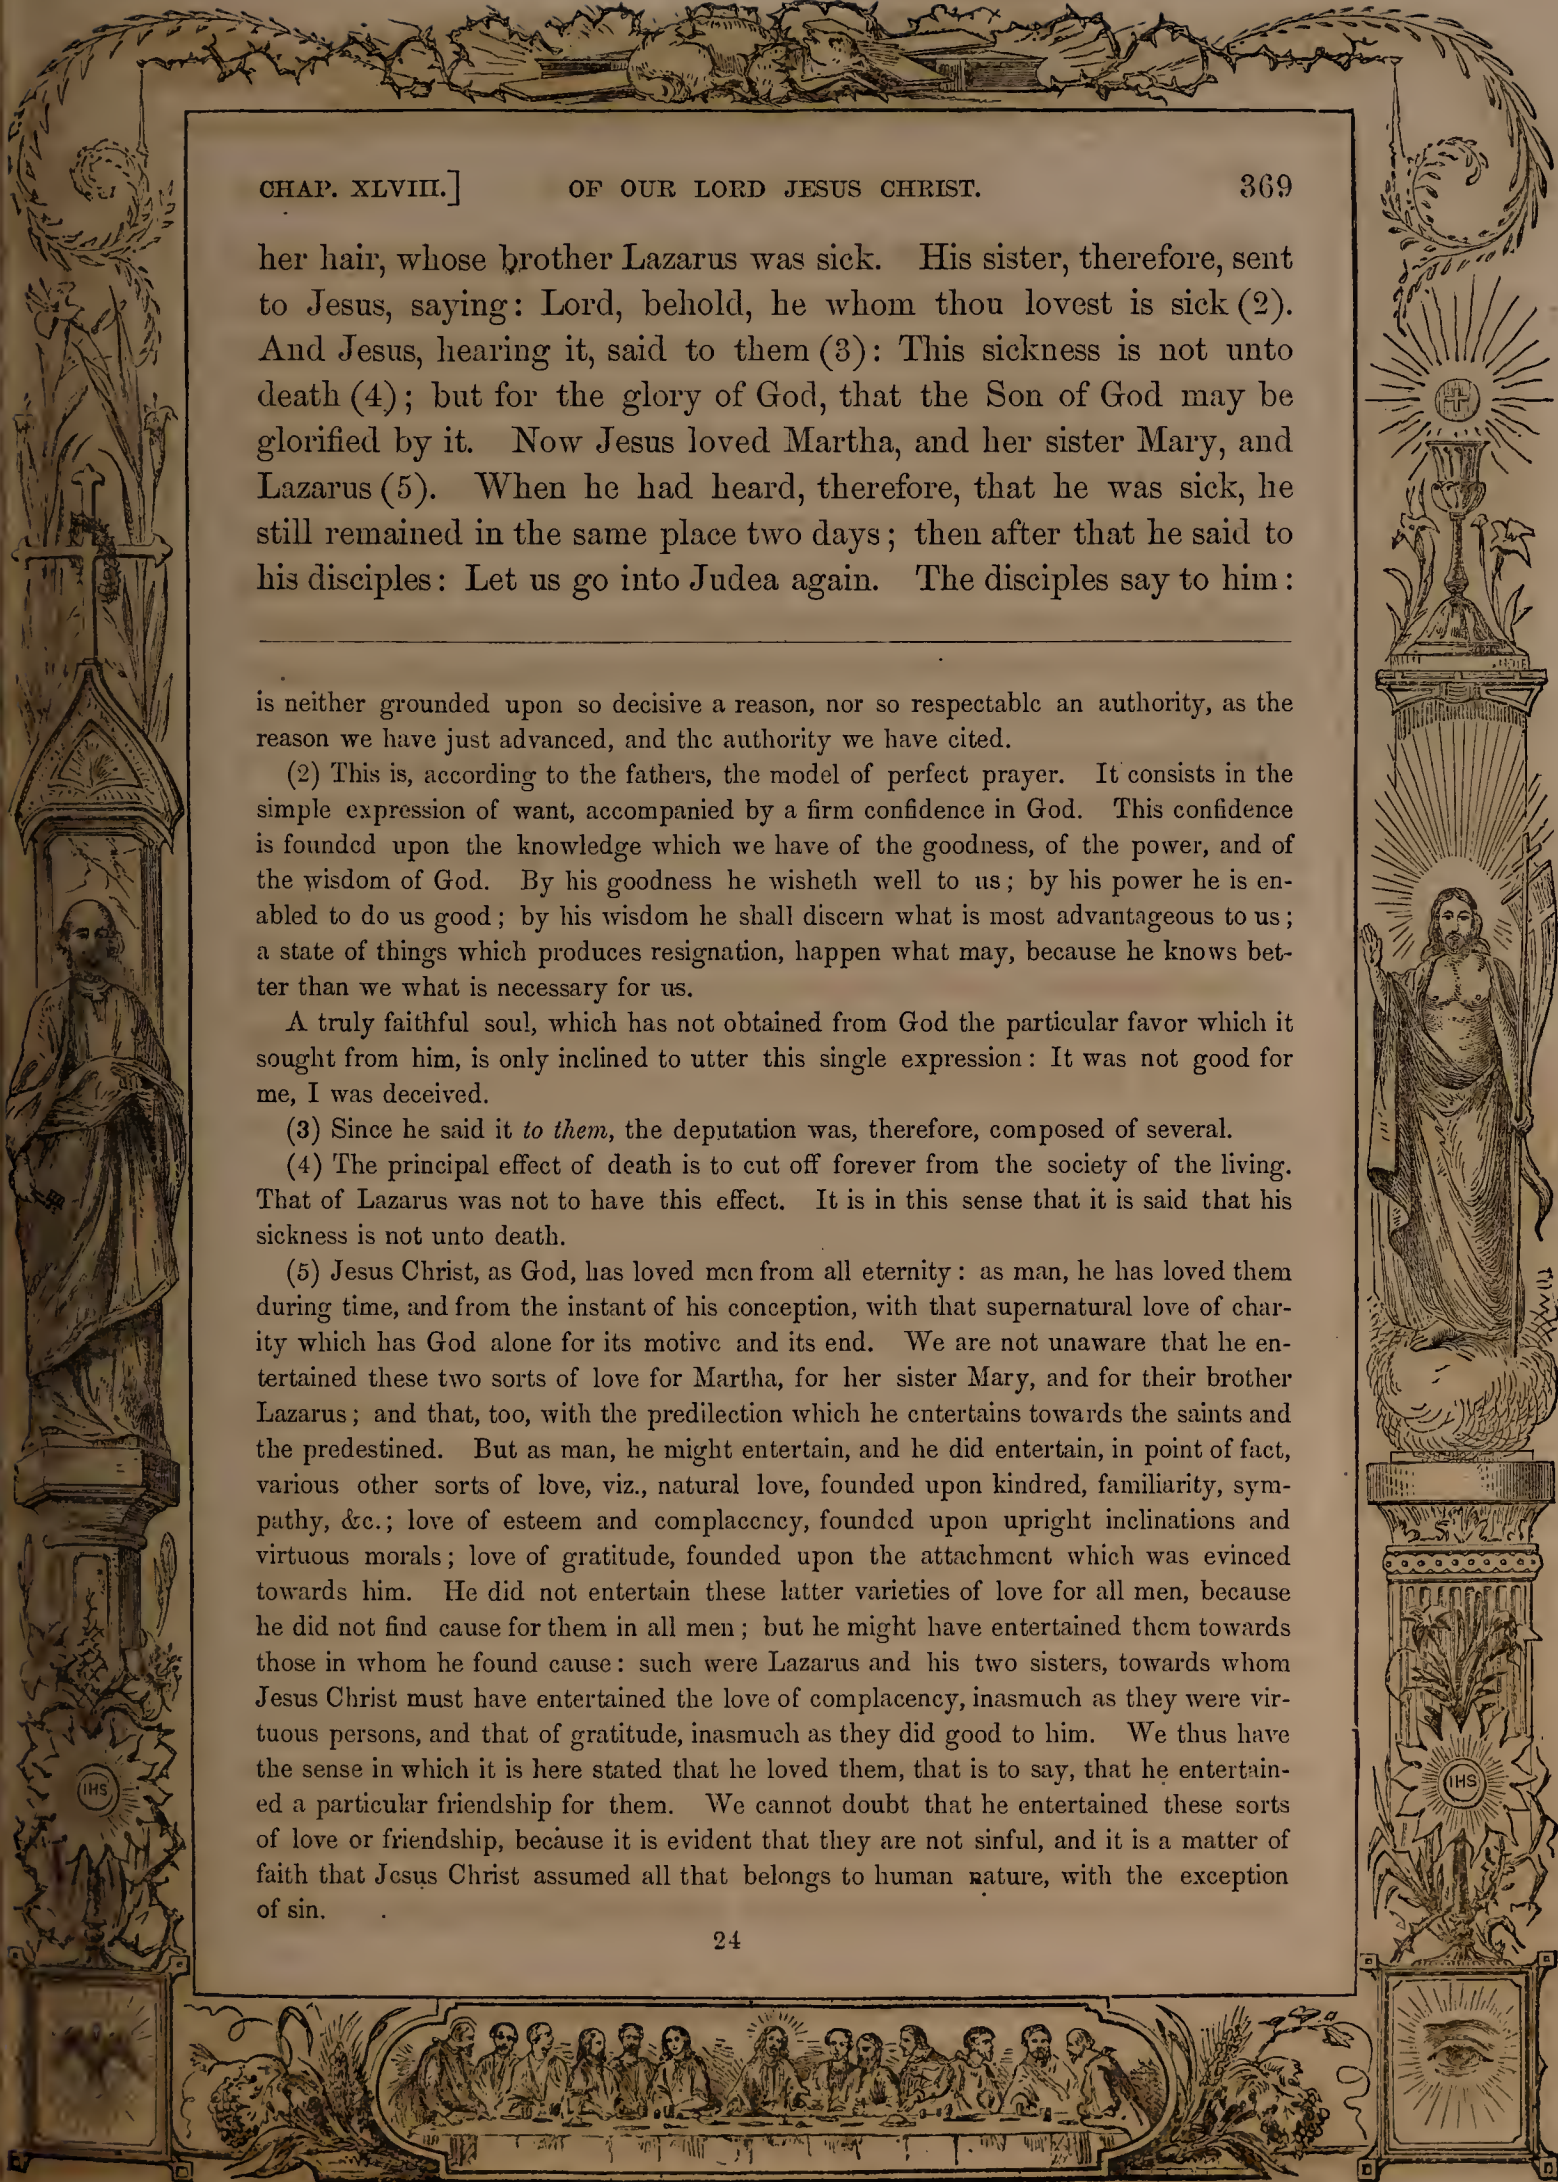 CHAP. XLVIII.] OF OUR LORD JESUS CHRIST. 369
her hair, whose brother Lazarus was sick. His sister, therefore, sent
to Jesus, saying: Lord, behold, he whom thou lovest is sick (2).
And Jesus, hearing it, said to them (3): This sickness is not unto
death (4); but for the glory of God, that the Son of God may be
glorified by it. Now Jesus loved Martha, and her sister Mary, and
Lazarus (5). When he had heard, therefore, that he was sick, he
still remained in the same place two days; then after that he said to
his disciples: Let us go into Judea again. The disciples say to him:
is neither grounded upon so decisive a reason, nor so respectable an authority, as the
reason we have just advanced, and the authority we have cited.
(2) This is, according to the fathers, the model of perfect prayer. It consists in the
simple expression of want, accompanied by a firm confidence in God. This confidence
is founded upon the knowledge which we have of the goodness, of the power, and of
the wisdom of God. By his goodness he wisheth well to us; by his power he is en-
abled to do us good; by his wisdom he shall discern what is most advantageous to us;
a state of things which produces resignation, happen what may, because he knows bet-
ter than we what is necessary for us.
A truly faithful soul, which has not obtained from God the particular favor which it
sought from him, is only inclined to utter this single expression: It was not good for
me, I was deceived.
(3) Since he said it to them, the deputation was, therefore, composed of several.
(4) The principal effect of death is to cut off forever from the society of the living.
That of Lazarus was not to have this effect. It is in this sense that it is said that his
sickness is not unto death.
(5) Jesus Christ, as God, has loved men from all eternity: as man, he has loved them
during time, and from the instant of his conception, with that supernatural love of char-
ity which has God alone for its motive and its end. We are not unaware that he en-
tertained these two sorts of love for Martha, for her sister Mary, and for their brother
Lazarus; and that, too, with the predilection which he entertains towards the saints and
the predestined. But as man, he might entertain, and he did entertain, in point of fact,
various other sorts of love, viz., natural love, founded upon kindred, familiarity, sym-
pathy, &c.; love of esteem and complacency, founded upon upright inclinations and
virtuous morals; love of gratitude, founded upon the attachment which was evinced
towards him. He did not entertain these latter varieties of love for all men, because
he did not find cause for them in all men; but he might have entertained them towards
those in whom he found cause: such were Lazarus and his two sisters, towards whom
Jesus Christ must have entertained the love of complacency, inasmuch as they were vir-
tuous persons, and that of gratitude, inasmuch as they did good to him. We thus have
the sense in which it is here stated that he loved them, that is to say, that he entertain-
ed a particular friendship for them. We cannot doubt that he entertained these sorts
of love or friendship, because it is evident that they are not sinful, and it is a matter of
faith that Jesus Christ assumed all that belongs to human nature, with the exception
of sin.
24
IHS
IHS